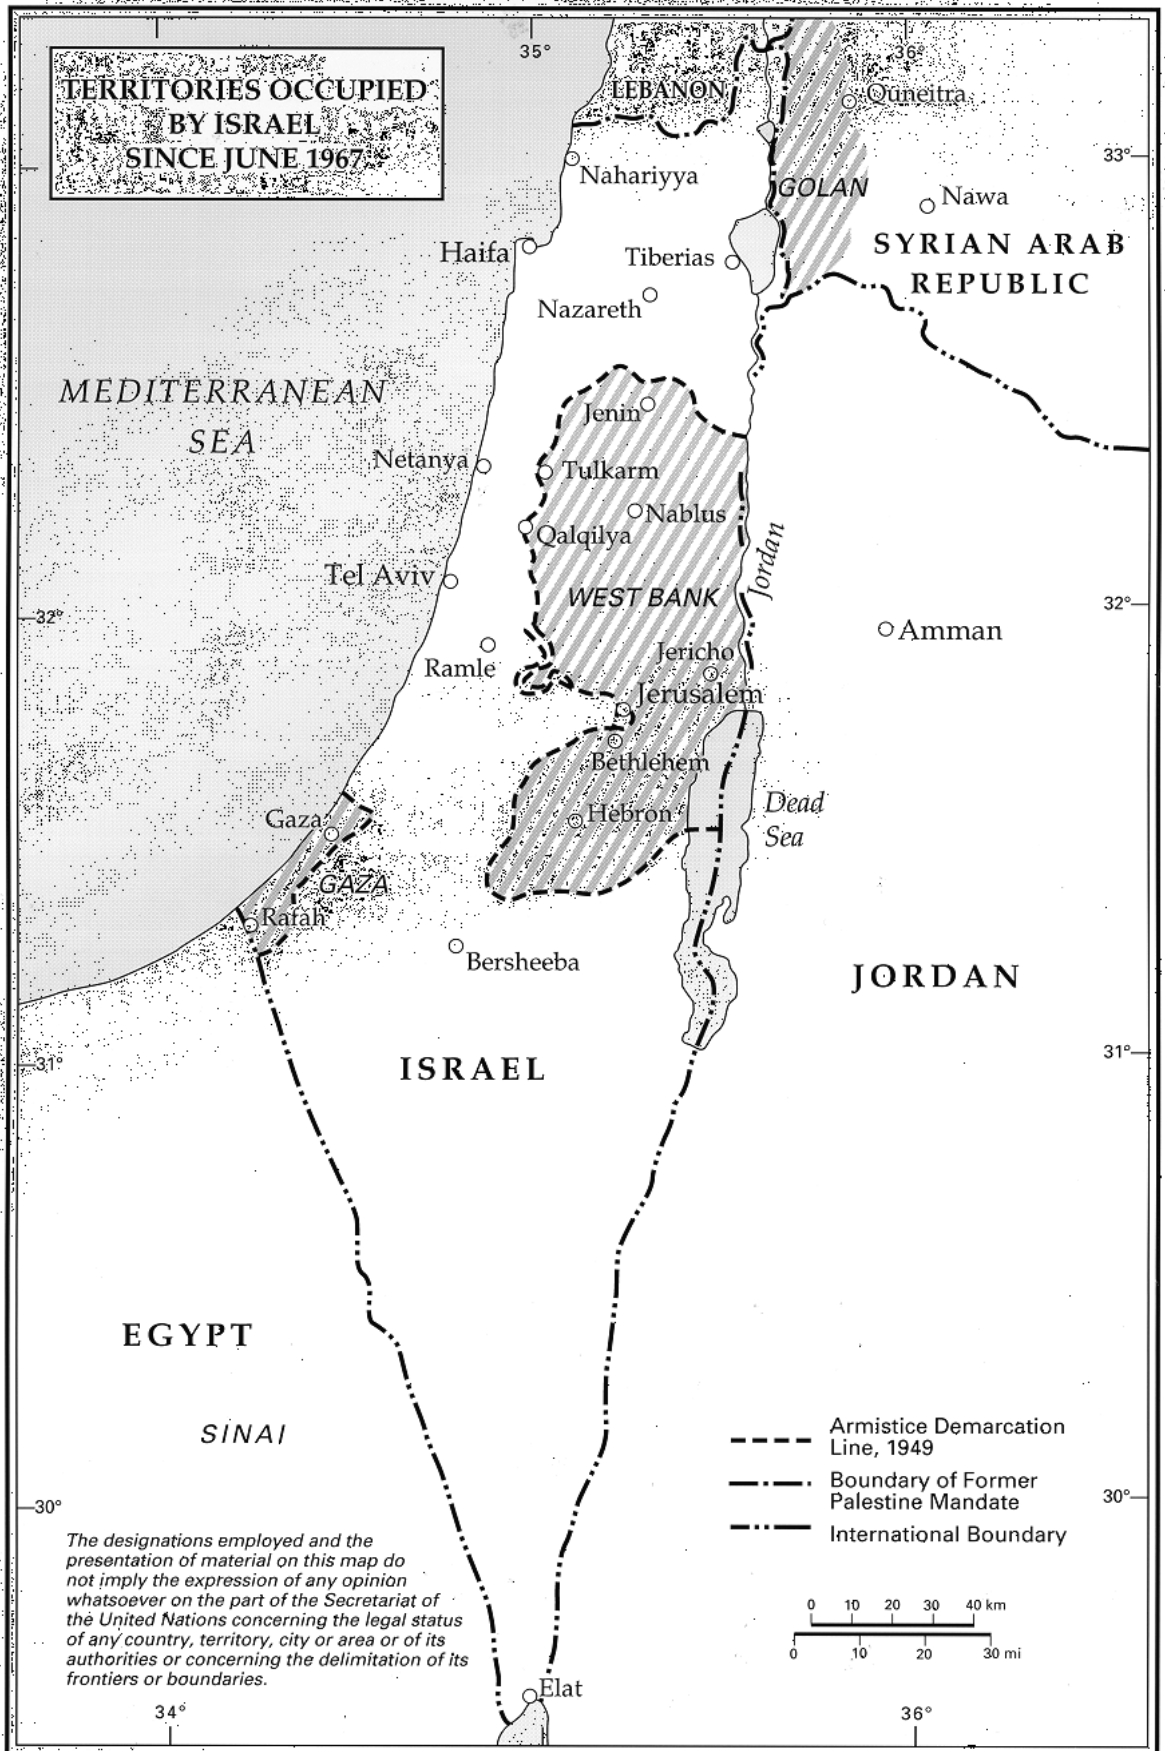 TERRITORIES OCCUPIED
BY ISRAEL
SINCE JUNE 1967
35°
36°
LEBANON
Quneitra
33°
Nahariyya
GOLAN
Nawa
Haifa
Tiberias
SYRIAN ARAB
REPUBLIC
Nazareth
MEDITERRANEAN
SEA
Jenin
Netanya
Tulkarm
Nablus
Qalqilya
Jordan
Tel Aviv
WEST BANK
32°
32°
Amman
Ramle
Jericho
Jerusalem
Bethlehem
Gaza
Hebron
Dead
Sea
GAZA
Rafah
Bersheeba
JORDAN
31°
31°
ISRAEL
EGYPT
SINAI
Armistice Demarcation
Line, 1949
Boundary of Former
Palestine Mandate
International Boundary
30°
30°
The designations employed and the
presentation of material on this map do
not imply the expression of any opinion
whatsoever on the part of the Secretariat of
the United Nations concerning the legal status
of any country, territory, city or area or of its
authorities or concerning the delimitation of its
frontiers or boundaries.
0 10 20 30 40 km
0 10 20 30 mi
Elat
34°
36°